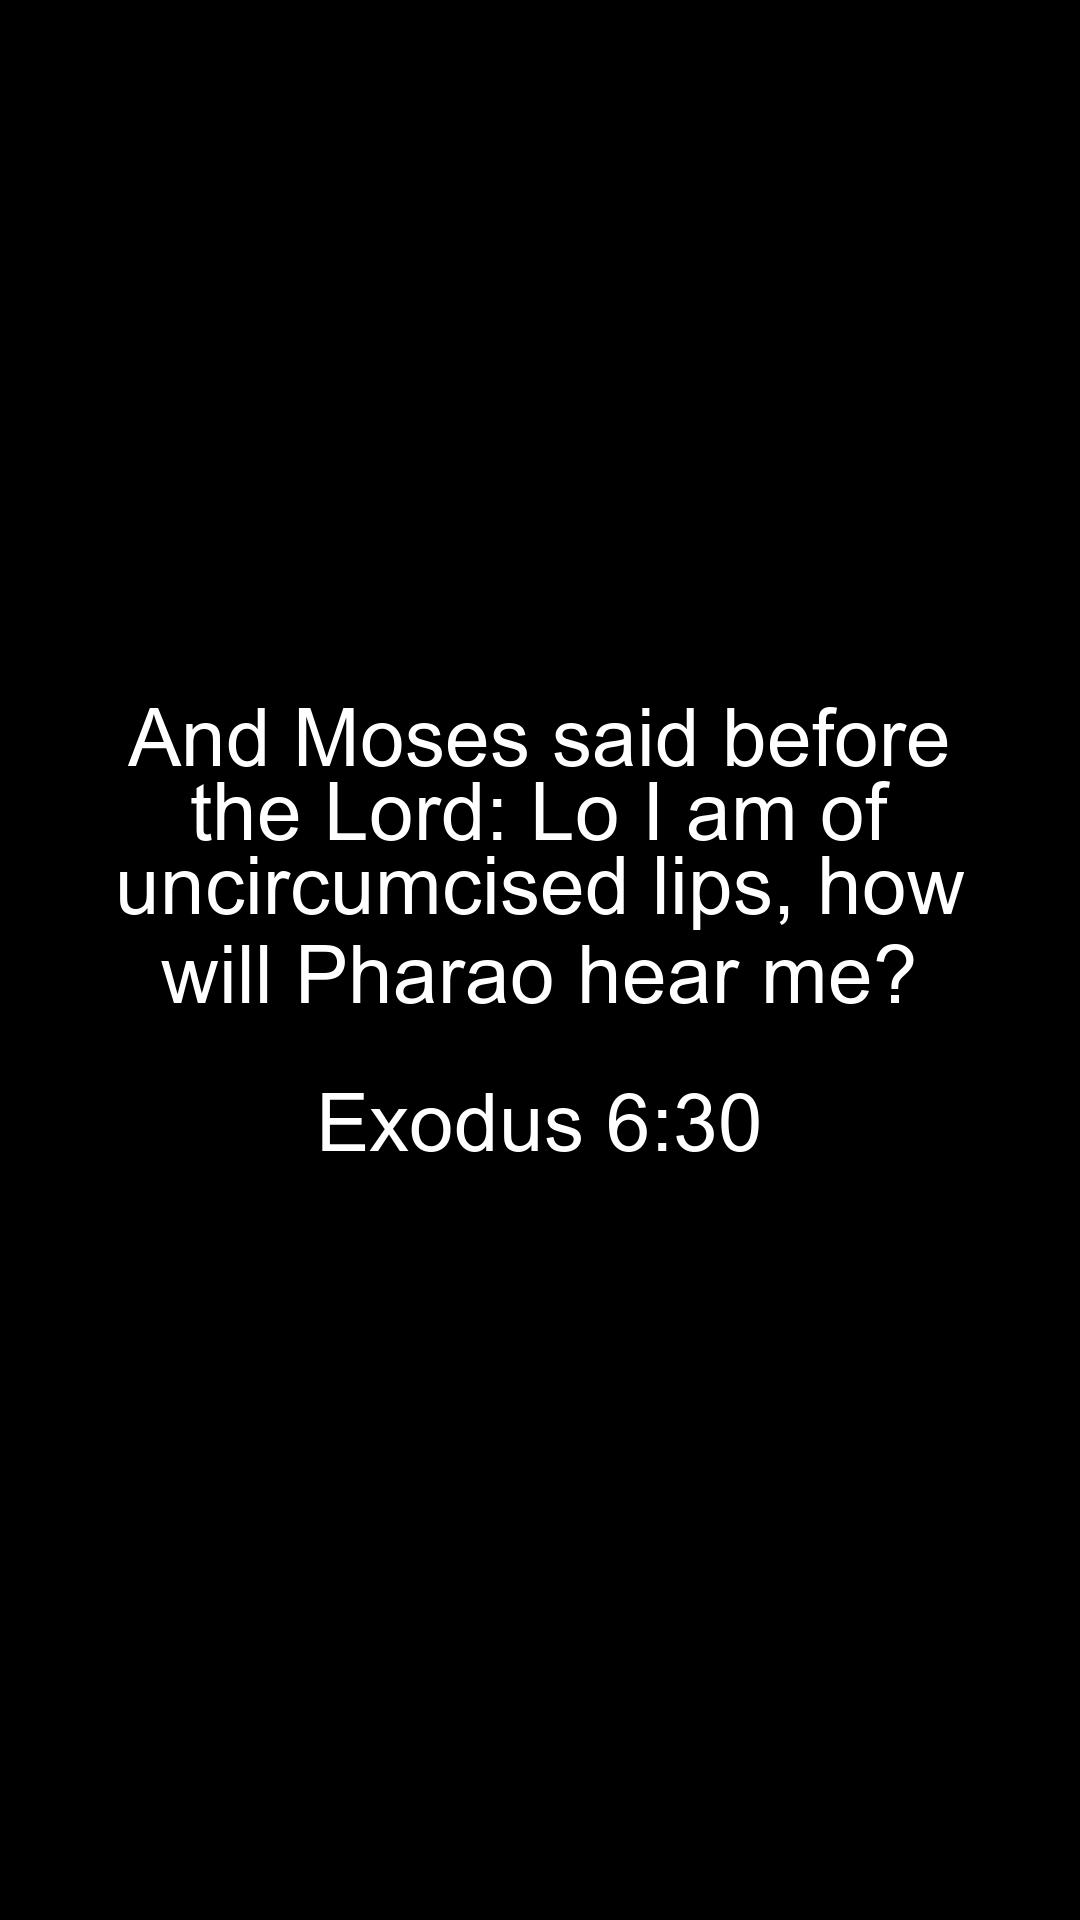 And Moses said before
the Lord: Lo I am of
uncircumcised lips, how
will Pharao hear me?
Exodus 6:30